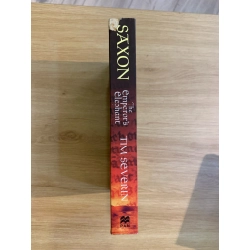 SAXON
The
emperor's
elephant
TIM SEVERIN